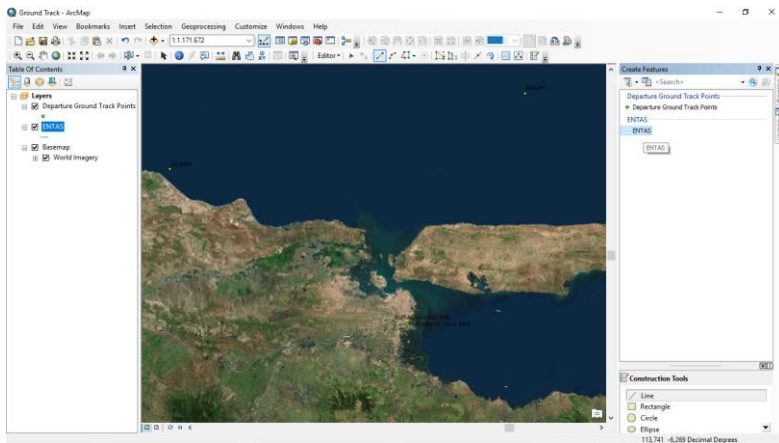 Ground Track - ArcMap
File Edit View Bookmarks Insert Selection Geoprocessing Customize Windows Help
1:1.171.672
Editor
Table Of Contents
Layers
Departure Ground Track Points
ENTAS
Basemap
World Imagery
Create Features
<Search>
Departure Ground Track Points
Departure Ground Track Points
ENTAS
ENTAS
ENTAS
Construction Tools
Line
Rectangle
Circle
Ellipse
113,741 -6,269 Decimal Degrees